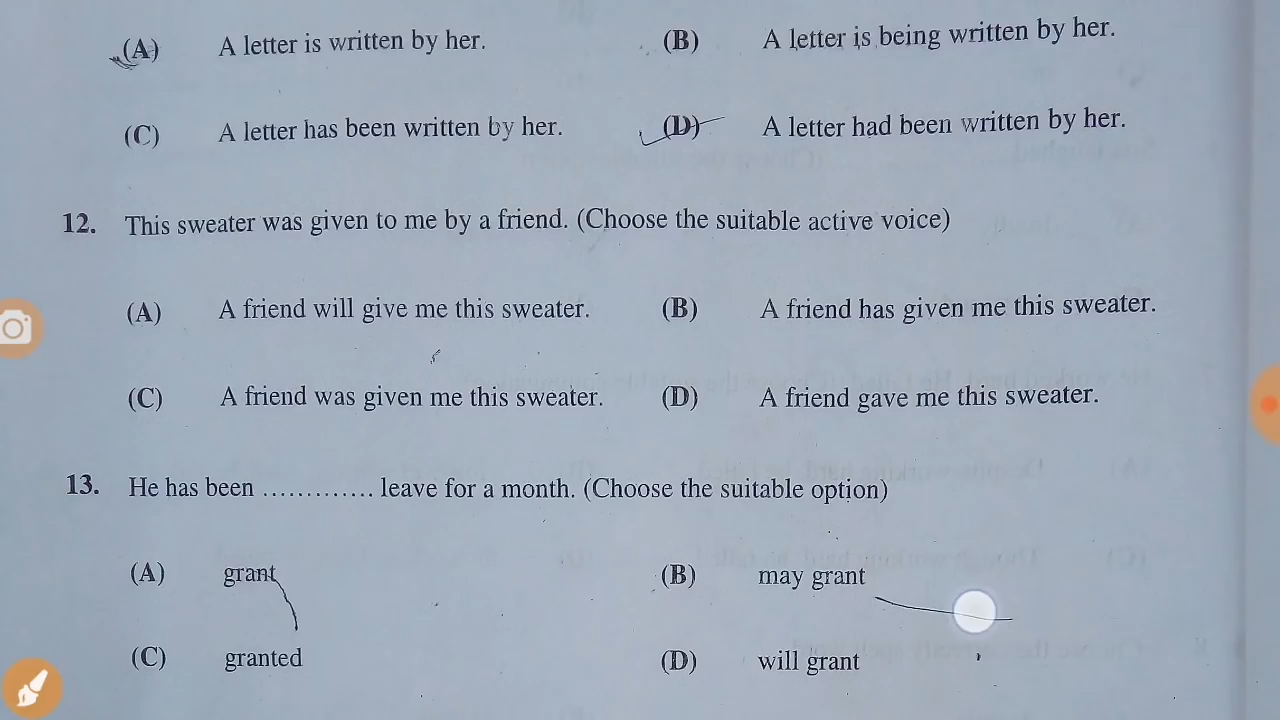 (A) A letter is written by her. (B) A letter is being written by her.
(C) A letter has been written by her. (D) A letter had been written by her.
12. This sweater was given to me by a friend. (Choose the suitable active voice)
(A) A friend will give me this sweater. (B) A friend has given me this sweater.
(C) A friend was given me this sweater. (D) A friend gave me this sweater.
13. He has been ............. leave for a month. (Choose the suitable option)
(A) grant (B) may grant
(C) granted (D) will grant